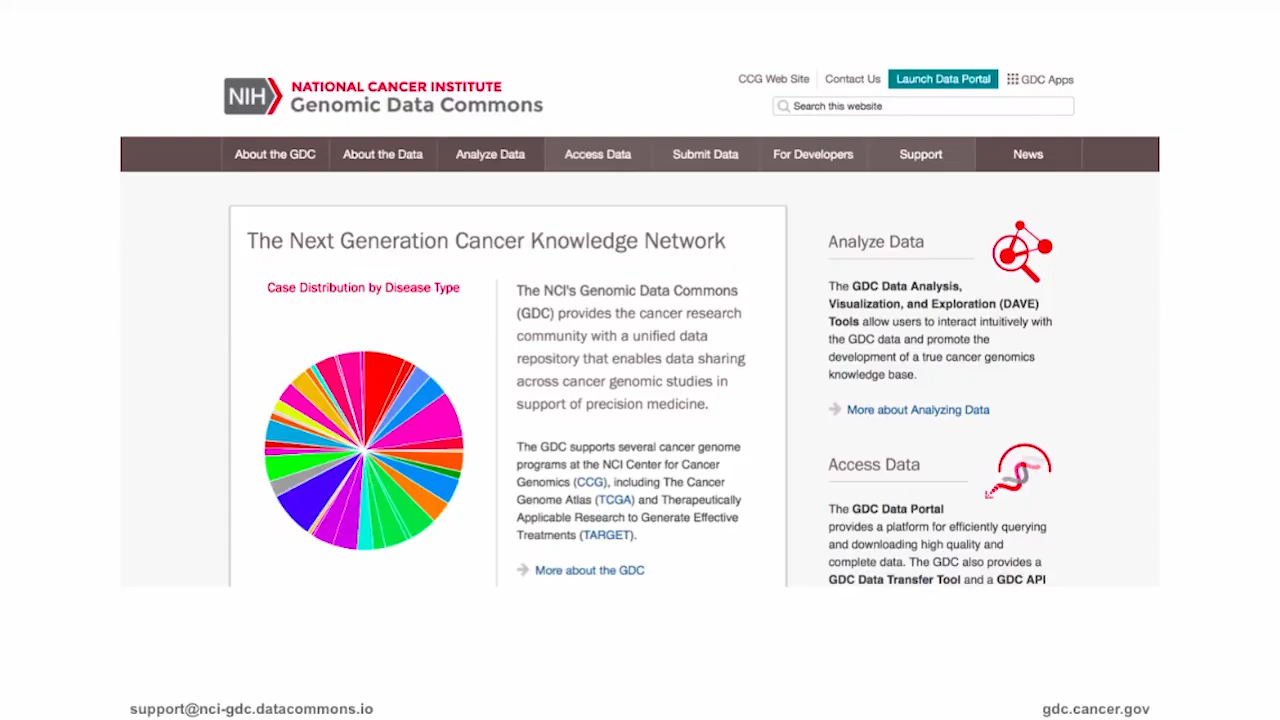 NIH NATIONAL CANCER INSTITUTE
Genomic Data Commons
CCG Web Site
Contact Us
Launch Data Portal
GDC Apps
Search this website
About the GDC
About the Data
Analyze Data
Access Data
Submit Data
For Developers
Support
News
The Next Generation Cancer Knowledge Network
Case Distribution by Disease Type
The NCI's Genomic Data Commons
(GDC) provides the cancer research
community with a unified data
repository that enables data sharing
across cancer genomic studies in
support of precision medicine.
The GDC supports several cancer genome
programs at the NCI Center for Cancer
Genomics (CCG), including The Cancer
Genome Atlas (TCGA) and Therapeutically
Applicable Research to Generate Effective
Treatments (TARGET).
More about the GDC
Analyze Data
The GDC Data Analysis,
Visualization, and Exploration (DAVE)
Tools allow users to interact intuitively with
the GDC data and promote the
development of a true cancer genomics
knowledge base.
More about Analyzing Data
Access Data
The GDC Data Portal
provides a platform for efficiently querying
and downloading high quality and
complete data. The GDC also provides a
GDC Data Transfer Tool and a GDC API
support@nci-gdc.datacommons.io
gdc.cancer.gov